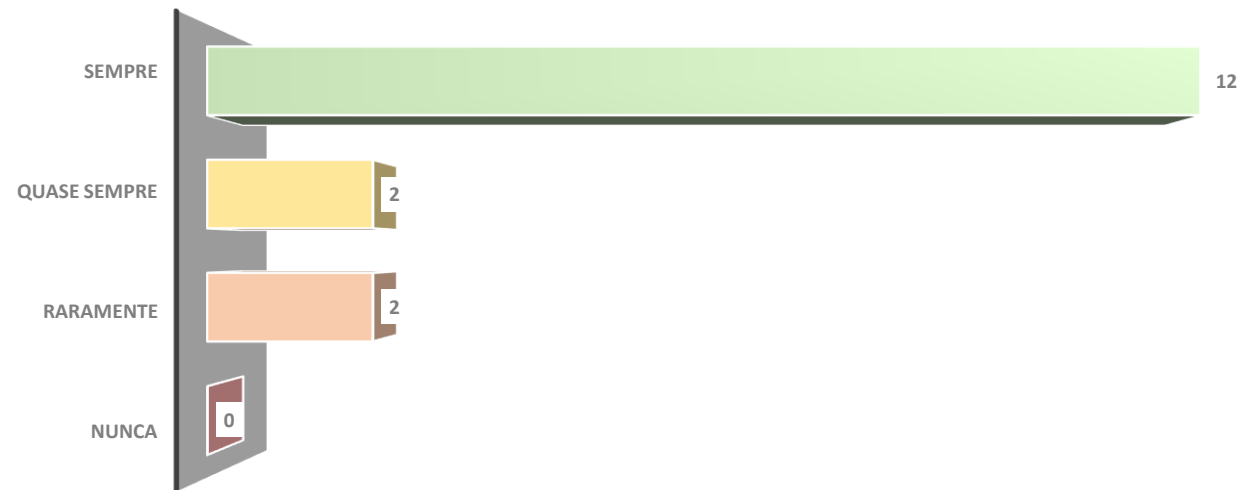 SEMPRE
12
QUASE SEMPRE
2
RARAMENTE
2
NUNCA
0